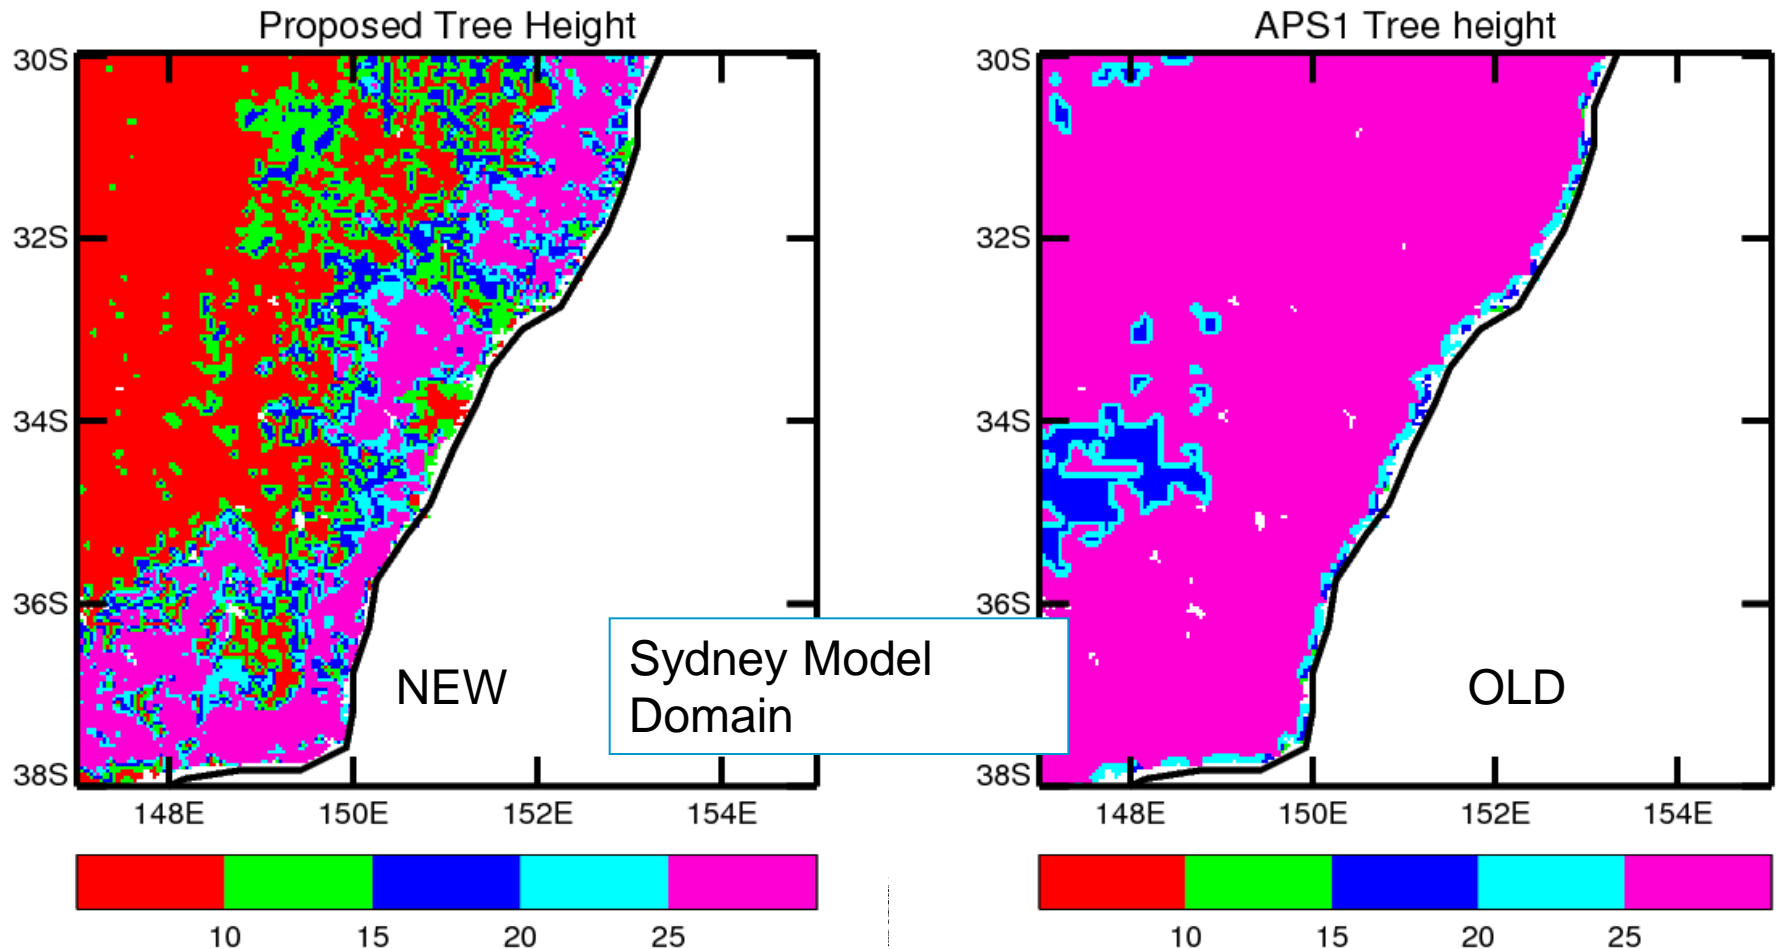 Proposed Tree Height
30S
32S
34S
36S
38S
148E 150E 152E 154E
NEW
10 15 20 25
Sydney Model
Domain
APS1 Tree height
30S
32S
34S
36S
38S
148E 150E 152E 154E
OLD
10 15 20 25